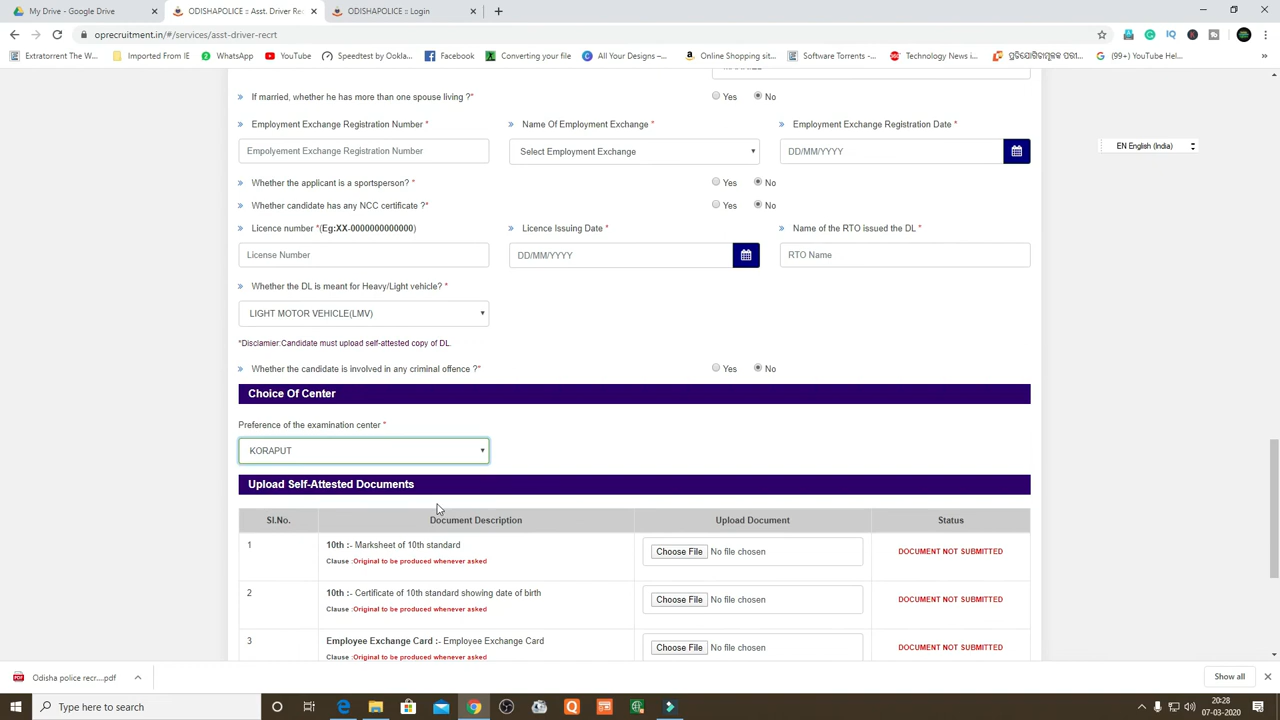 My Drive - Google Drive
ODISHAPOLICE :: Asst. Driver Re
ODISHAPOLICE :: Login
oprecruitment.in/#/services/asst-driver-recrt
Extratorrent The W...
Imported From IE
WhatsApp
YouTube
Speedtest by Ookla...
Facebook
Converting your file
All Your Designs –...
Online Shopping sit...
Software Torrents -...
Technology News i...
(99+) YouTube Hel...
»
If married, whether he has more than one spouse living ?*
Yes No
EN English (India)
Employment Exchange Registration Number *
Name Of Employment Exchange *
Employment Exchange Registration Date *
Empolyement Exchange Registration Number
Select Employment Exchange
DD/MM/YYYY
Whether the applicant is a sportsperson? *
Yes No
Whether candidate has any NCC certificate ?*
Yes No
Licence number *(Eg:XX-0000000000000)
Licence Issuing Date *
Name of the RTO issued the DL *
License Number
DD/MM/YYYY
RTO Name
Whether the DL is meant for Heavy/Light vehicle? *
LIGHT MOTOR VEHICLE(LMV)
*Disclamier:Candidate must upload self-attested copy of DL.
Whether the candidate is involved in any criminal offence ?*
Yes No
Choice Of Center
Preference of the examination center *
KORAPUT
Upload Self-Attested Documents
Sl.No. Document Description Upload Document Status
1 10th :- Marksheet of 10th standard
Choose File No file chosen
DOCUMENT NOT SUBMITTED
Clause :Original to be produced whenever asked
2 10th :- Certificate of 10th standard showing date of birth
Choose File No file chosen
DOCUMENT NOT SUBMITTED
Clause :Original to be produced whenever asked
3 Employee Exchange Card :- Employee Exchange Card
Choose File No file chosen
DOCUMENT NOT SUBMITTED
Clause :Original to be produced whenever asked
Odisha police recr....pdf
Show all
Type here to search
20:28
07-03-2020